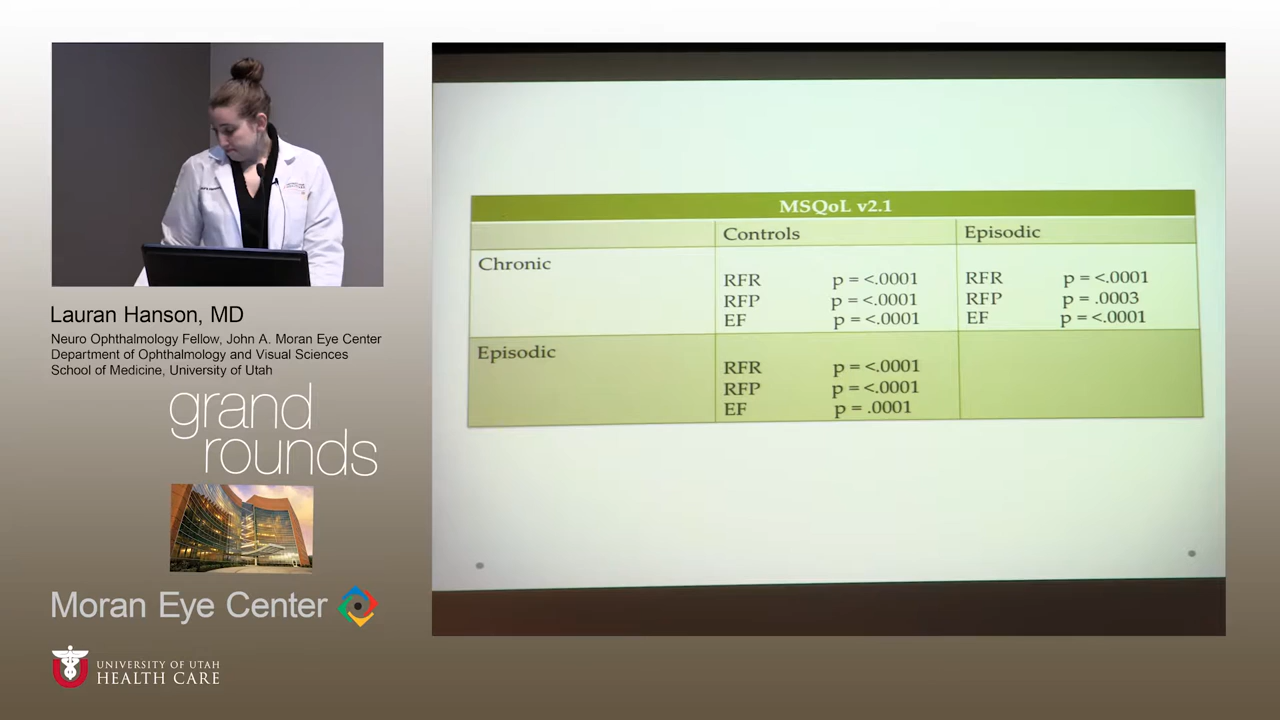 Lauran Hanson, MD
Neuro Ophthalmology Fellow, John A. Moran Eye Center
Department of Ophthalmology and Visual Sciences
School of Medicine, University of Utah
grand
rounds
Moran Eye Center
UNIVERSITY OF UTAH
HEALTH CARE
MSQoL v2.1
Controls Episodic
Chronic
RFR p = <.0001 RFR p = <.0001
RFP p = <.0001 RFP p = .0003
EF p = <.0001 EF p = <.0001
Episodic
RFR p = <.0001
RFP p = <.0001
EF p = .0001